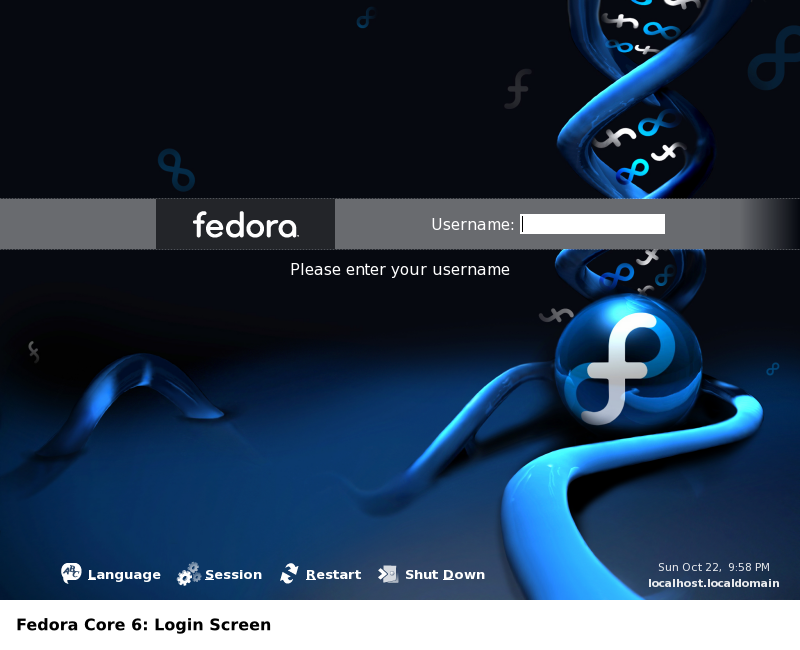 fedora
Username:
Please enter your username
Language Session Restart Shut Down
Sun Oct 22, 9:58 PM
localhost.localdomain
Fedora Core 6: Login Screen